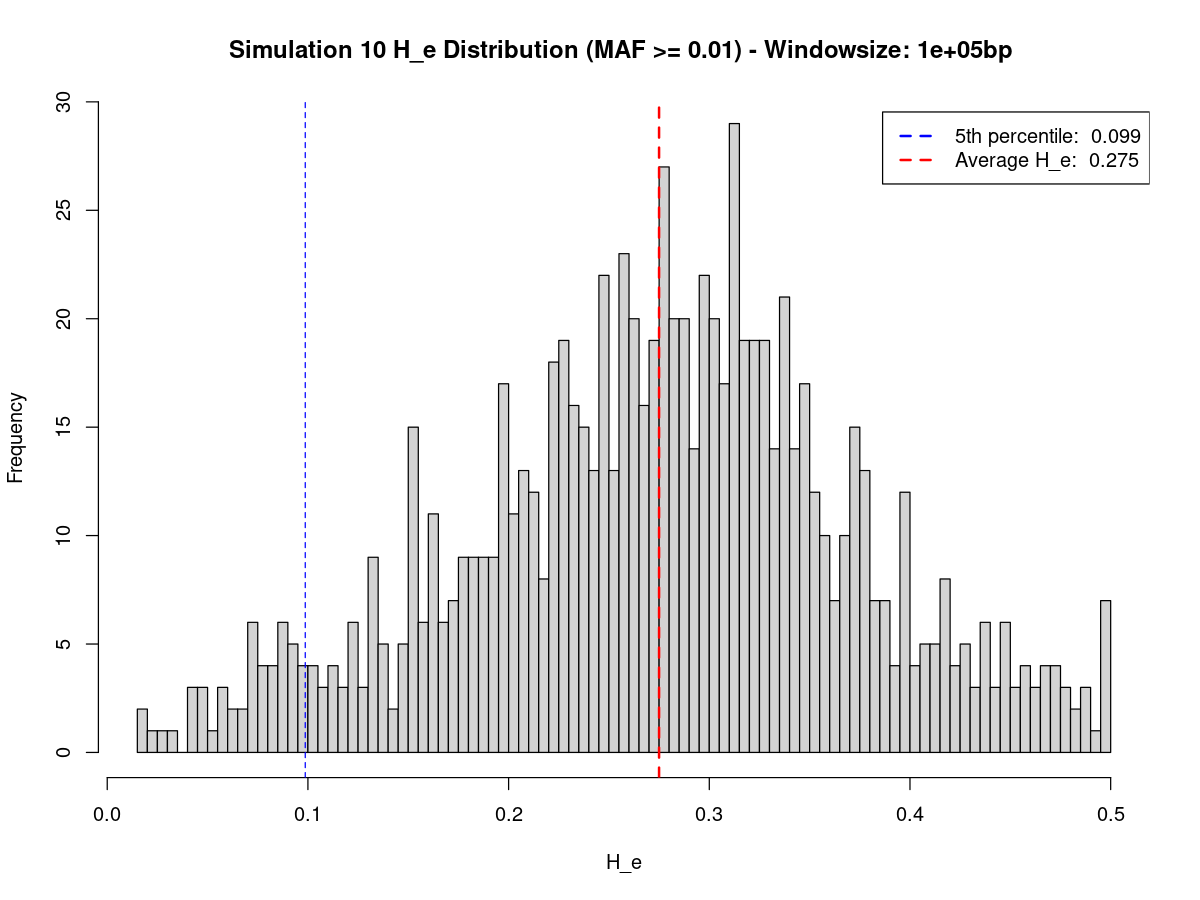 Simulation 10 H_e Distribution (MAF >= 0.01) - Windowsize: 1e+05bp
5th percentile: 0.099
Average H_e: 0.275
Frequency
30
25
20
15
10
5
0
0.0 0.1 0.2 0.3 0.4 0.5
H_e